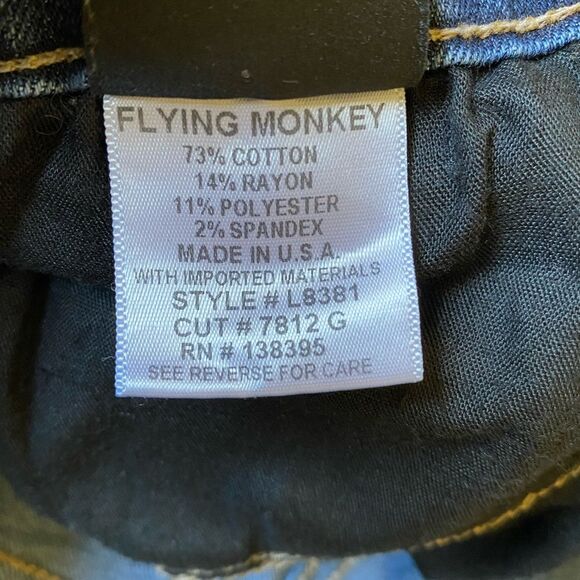 FLYING MONKEY
73% COTTON
14% RAYON
11% POLYESTER
2% SPANDEX
MADE IN U.S.A.
WITH IMPORTED MATERIALS
STYLE # L8381
CUT # 7812 G
RN # 138395
SEE REVERSE FOR CARE